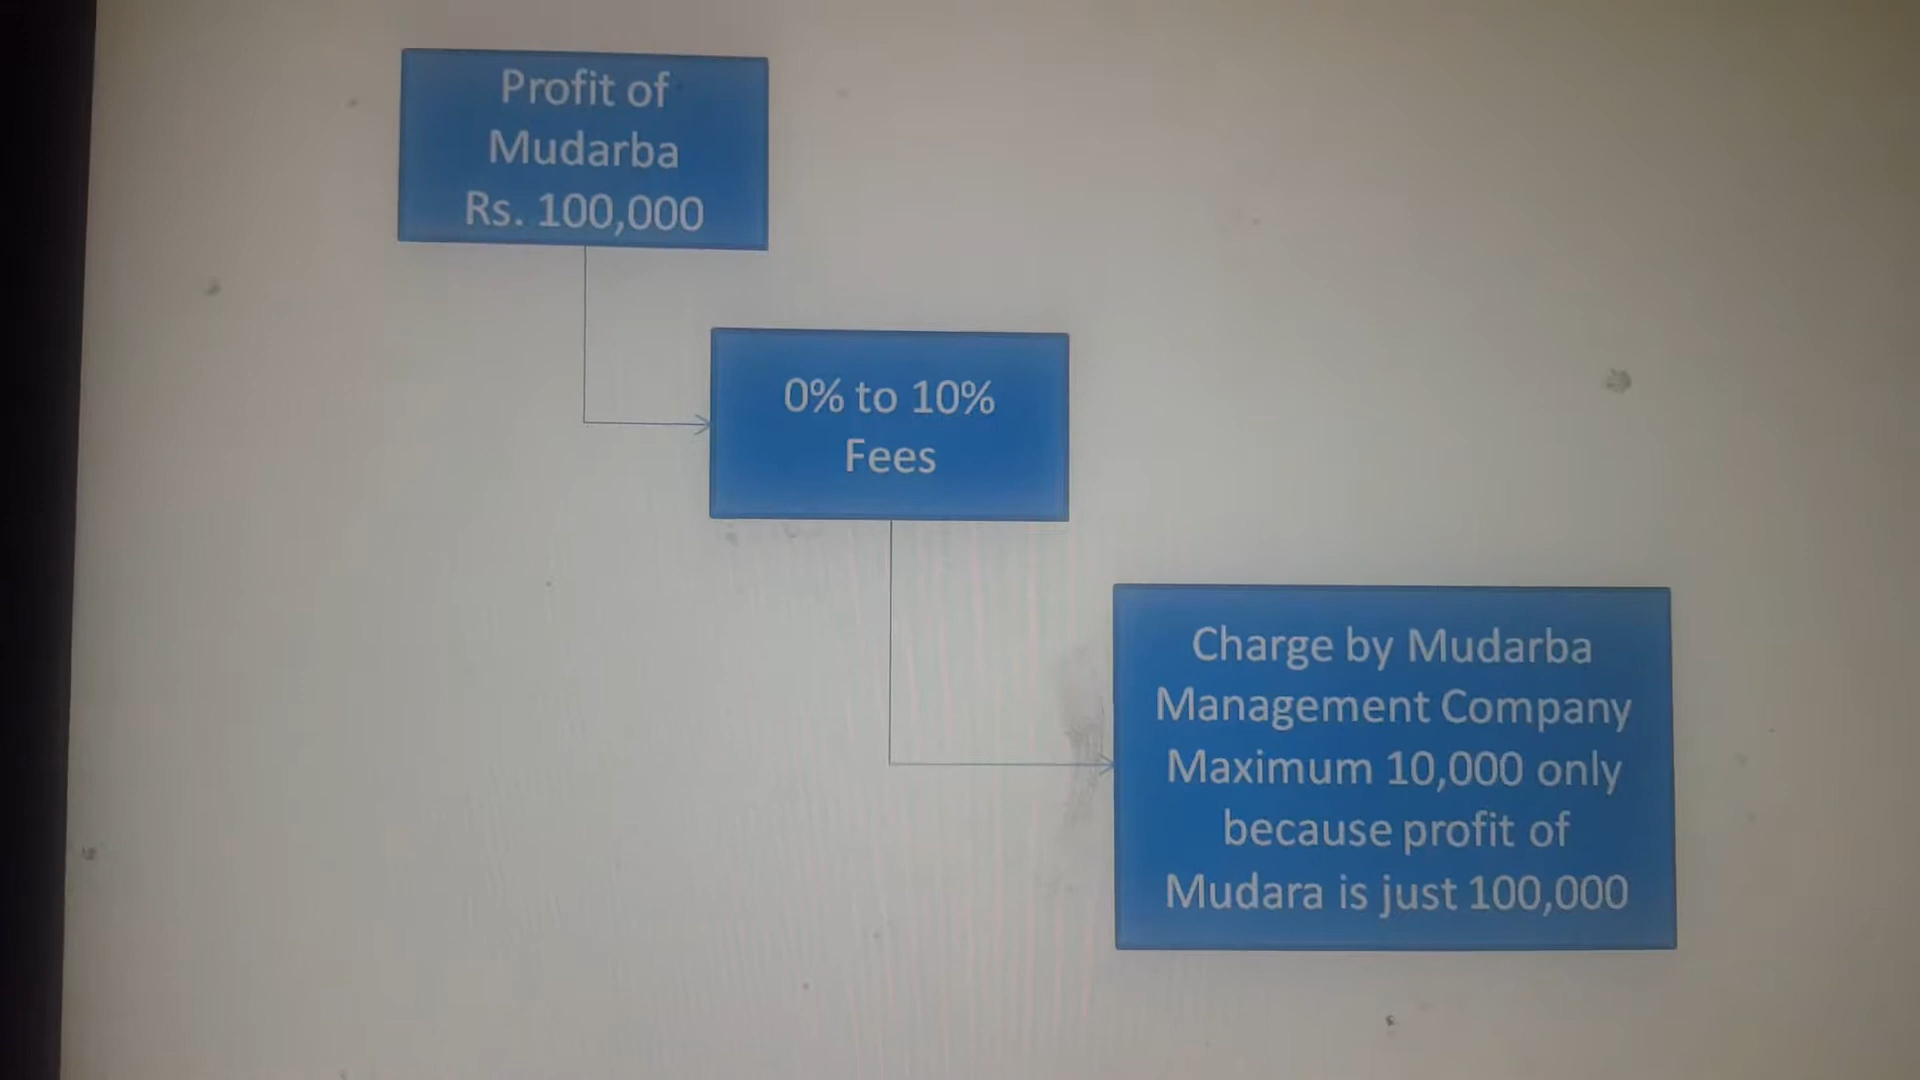 Profit of
Mudarba
Rs. 100,000
0% to 10%
Fees
Charge by Mudarba
Management Company
Maximum 10,000 only
because profit of
Mudara is just 100,000